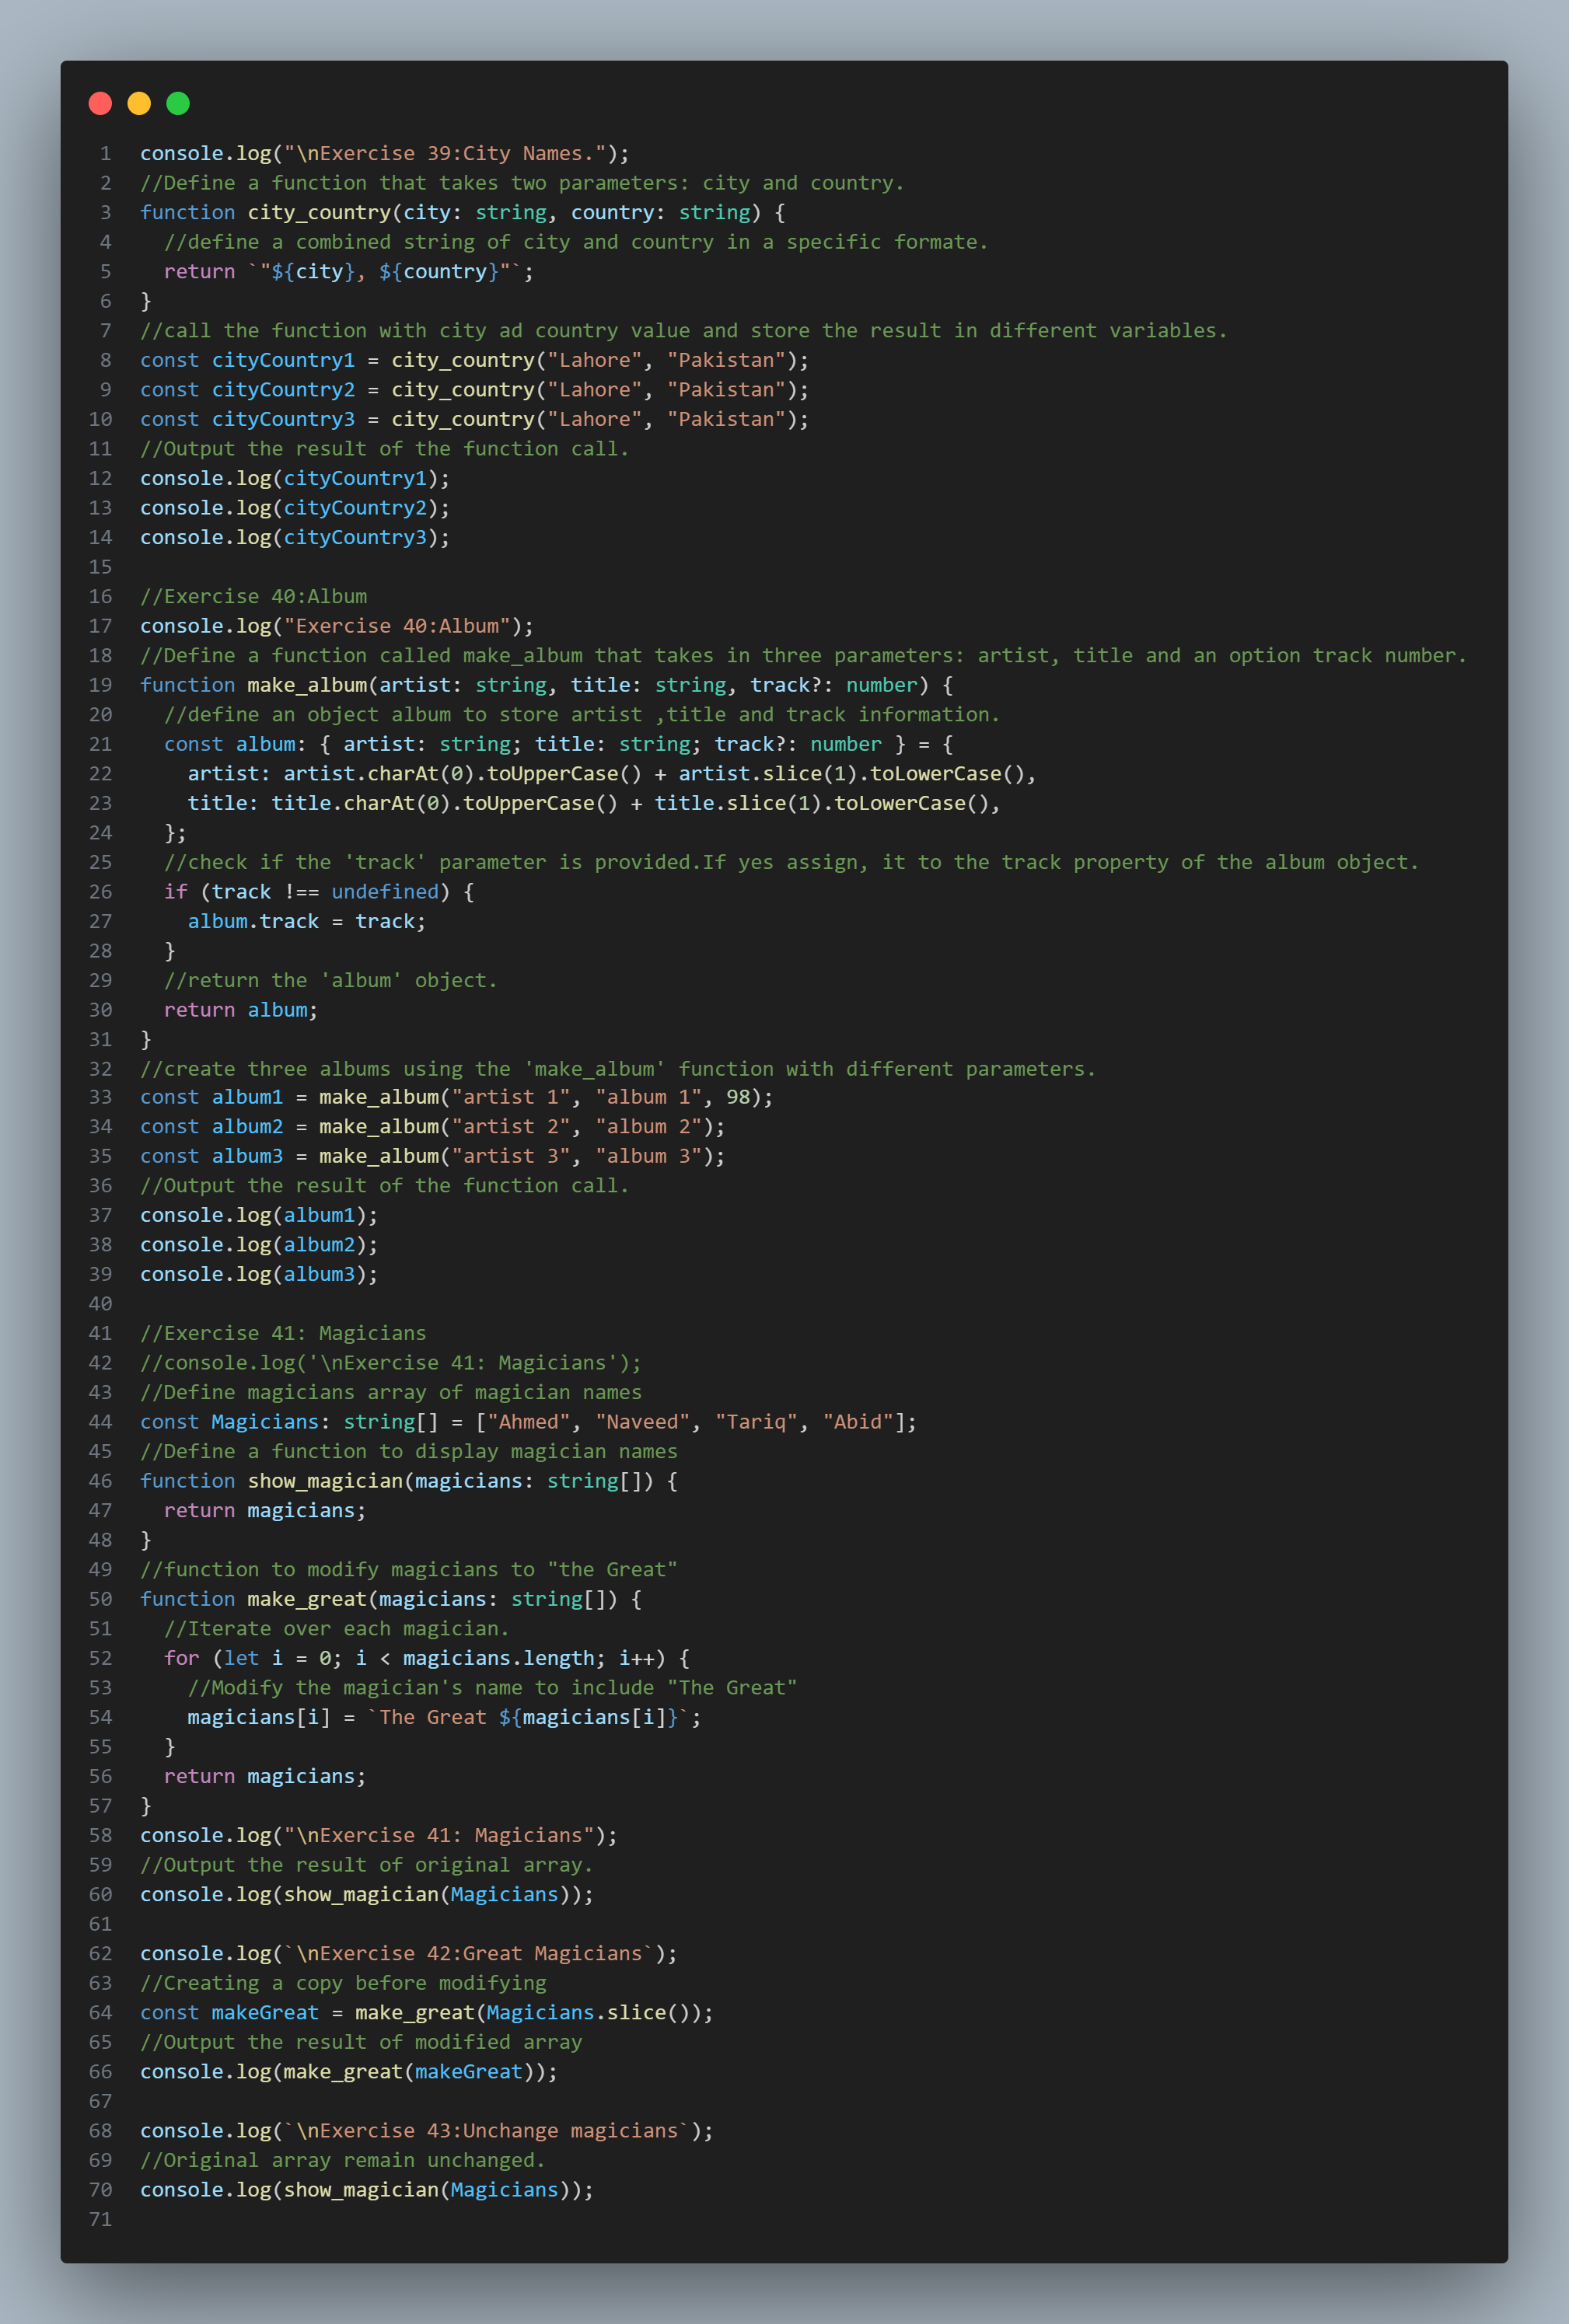 1 console.log("\nExercise 39:City Names.");
2 //Define a function that takes two parameters: city and country.
3 function city_country(city: string, country: string) {
4   //define a combined string of city and country in a specific formate.
5   return `"${city}, ${country}"`;
6 }
7 //call the function with city ad country value and store the result in different variables.
8 const cityCountry1 = city_country("Lahore", "Pakistan");
9 const cityCountry2 = city_country("Lahore", "Pakistan");
10 const cityCountry3 = city_country("Lahore", "Pakistan");
11 //Output the result of the function call.
12 console.log(cityCountry1);
13 console.log(cityCountry2);
14 console.log(cityCountry3);
15
16 //Exercise 40:Album
17 console.log("Exercise 40:Album");
18 //Define a function called make_album that takes in three parameters: artist, title and an option track number.
19 function make_album(artist: string, title: string, track?: number) {
20   //define an object album to store artist ,title and track information.
21   const album: { artist: string; title: string; track?: number } = {
22     artist: artist.charAt(0).toUpperCase() + artist.slice(1).toLowerCase(),
23     title: title.charAt(0).toUpperCase() + title.slice(1).toLowerCase(),
24   };
25   //check if the 'track' parameter is provided.If yes assign, it to the track property of the album object.
26   if (track !== undefined) {
27     album.track = track;
28   }
29   //return the 'album' object.
30   return album;
31 }
32 //create three albums using the 'make_album' function with different parameters.
33 const album1 = make_album("artist 1", "album 1", 98);
34 const album2 = make_album("artist 2", "album 2");
35 const album3 = make_album("artist 3", "album 3");
36 //Output the result of the function call.
37 console.log(album1);
38 console.log(album2);
39 console.log(album3);
40
41 //Exercise 41: Magicians
42 //console.log('\nExercise 41: Magicians');
43 //Define magicians array of magician names
44 const Magicians: string[] = ["Ahmed", "Naveed", "Tariq", "Abid"];
45 //Define a function to display magician names
46 function show_magician(magicians: string[]) {
47   return magicians;
48 }
49 //function to modify magicians to "the Great"
50 function make_great(magicians: string[]) {
51   //Iterate over each magician.
52   for (let i = 0; i < magicians.length; i++) {
53     //Modify the magician's name to include "The Great"
54     magicians[i] = `The Great ${magicians[i]}`;
55   }
56   return magicians;
57 }
58 console.log("\nExercise 41: Magicians");
59 //Output the result of original array.
60 console.log(show_magician(Magicians));
61
62 console.log(`\nExercise 42:Great Magicians`);
63 //Creating a copy before modifying
64 const makeGreat = make_great(Magicians.slice());
65 //Output the result of modified array
66 console.log(make_great(makeGreat));
67
68 console.log(`\nExercise 43:Unchange magicians`);
69 //Original array remain unchanged.
70 console.log(show_magician(Magicians));
71